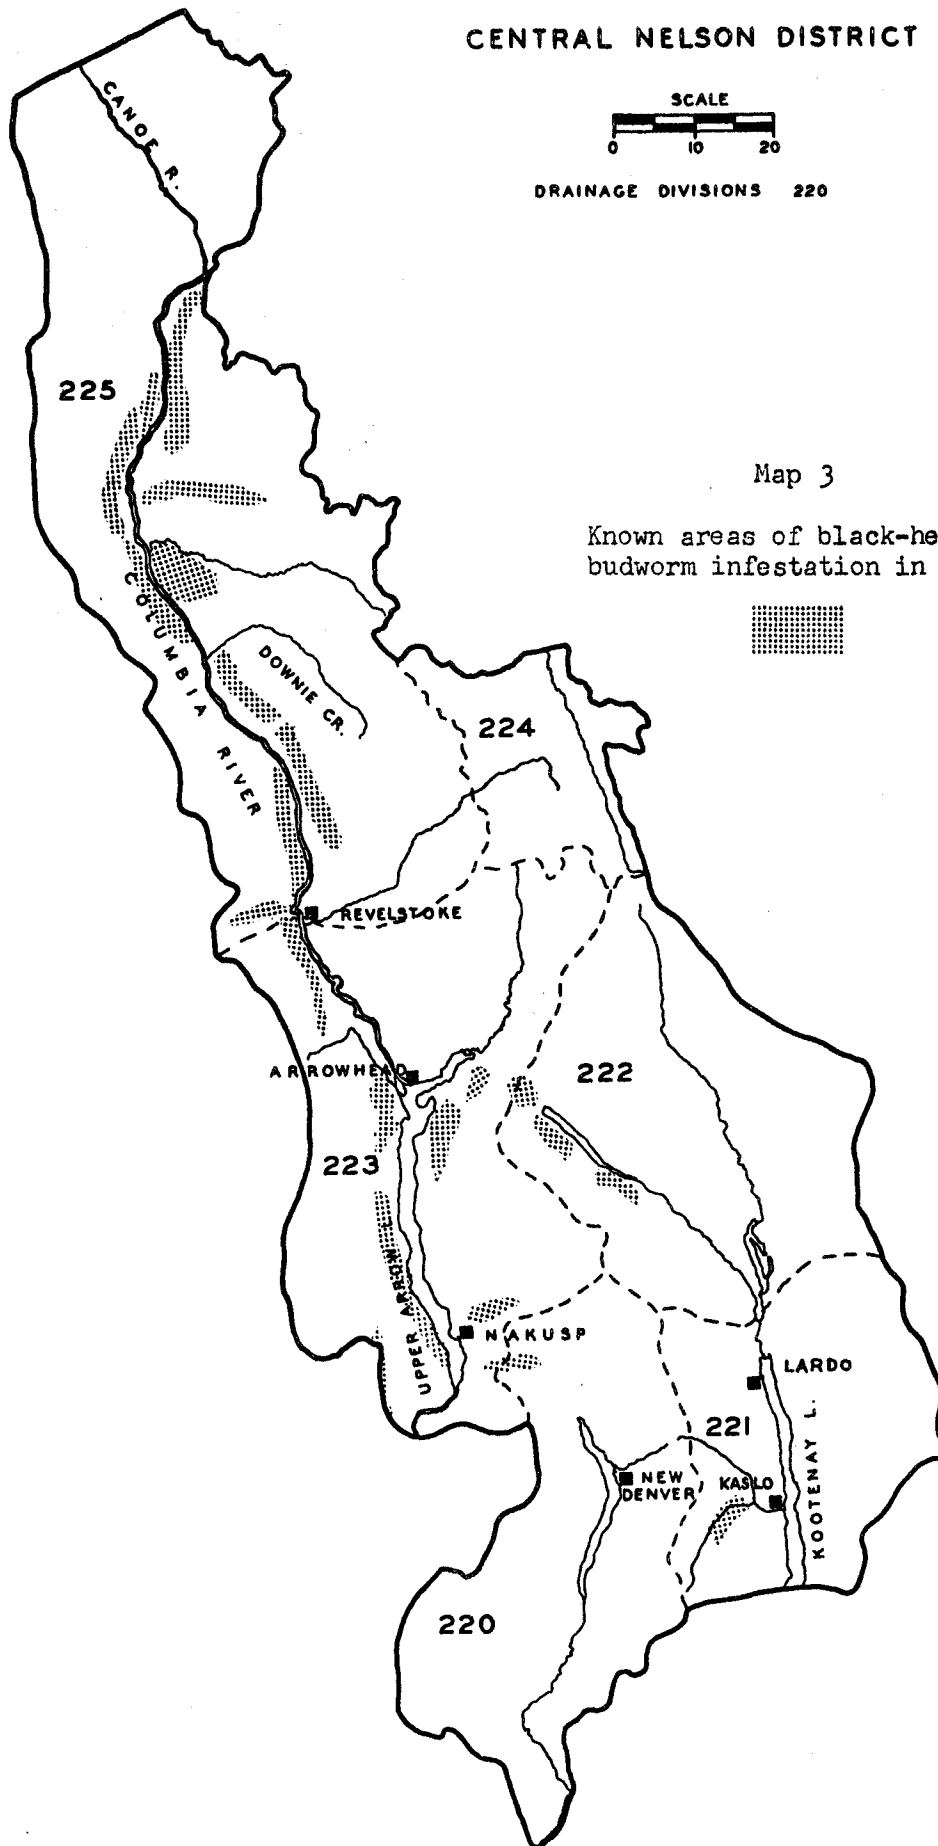 CENTRAL NELSON DISTRICT
SCALE
0 10 20
DRAINAGE DIVISIONS 220
CANOE R.
225
Map 3
Known areas of black-he
budworm infestation in
COLUMBIA RIVER
DOWNIE CR.
224
REVELSTOKE
ARROWHEAD
222
223
UPPER ARROW L.
NAKUSP
LARDO
221
KOOTENAY L.
NEW
DENVER
KASLO
220